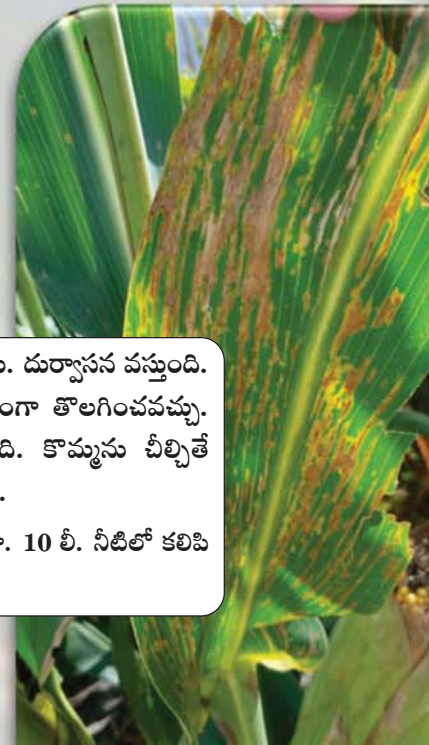 దుర్వాసన వస్తుంది.
తొలగించవచ్చు.
కొమ్మను చీల్చితే
10 లీ. నీటిలో కలిపి